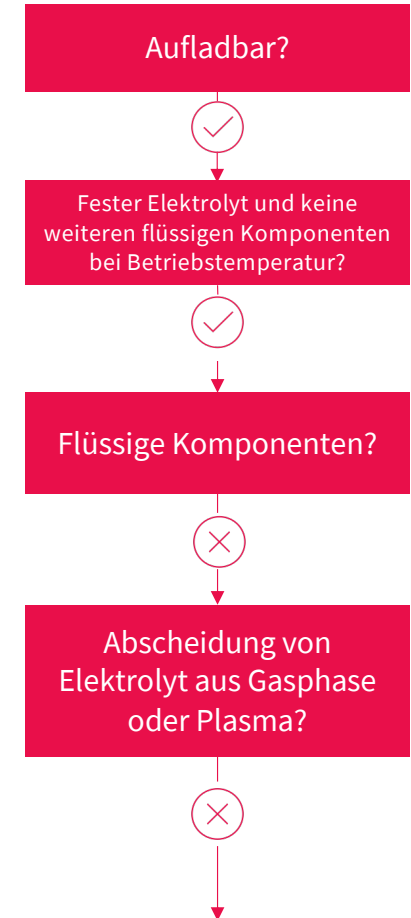 Aufladbar?
Fester Elektrolyt und keine
weiteren flüssigen Komponenten
bei Betriebstemperatur?
Flüssige Komponenten?
Abscheidung von
Elektrolyt aus Gasphase
oder Plasma?